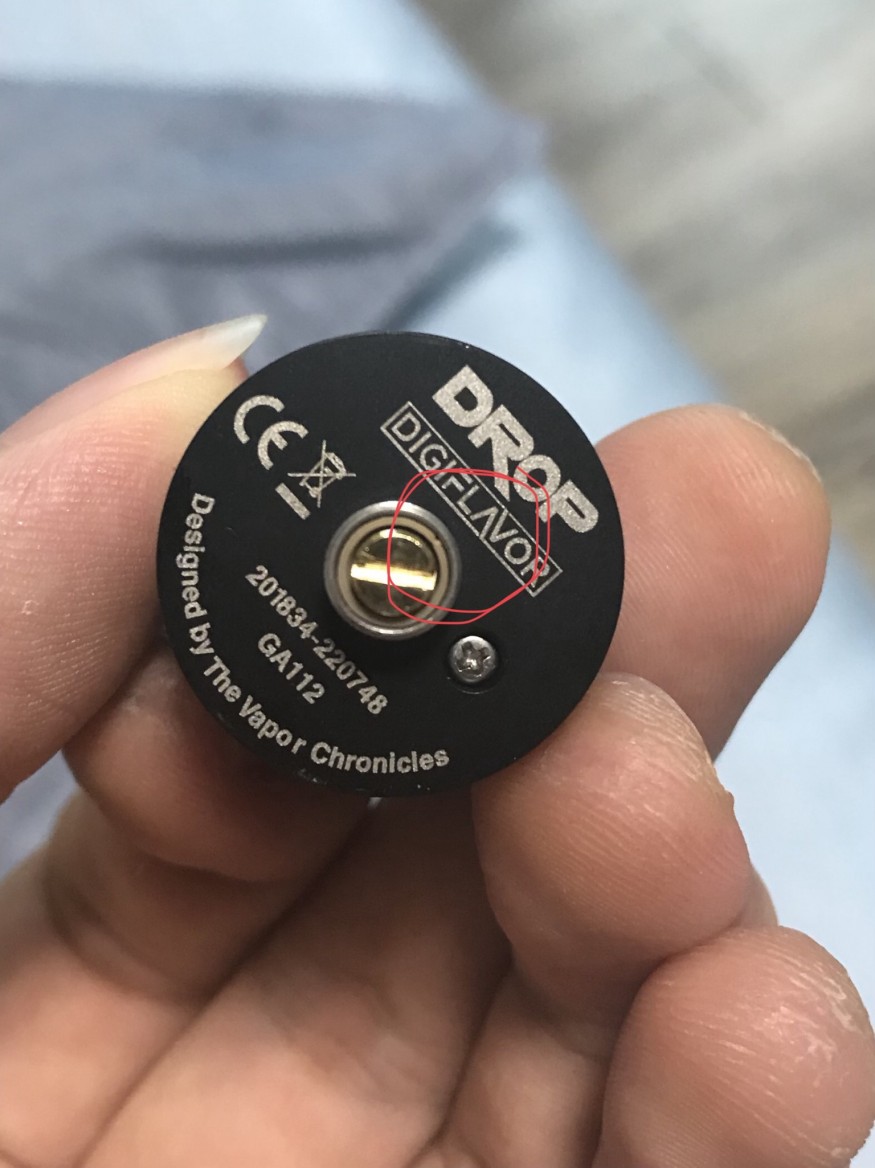 DROP
DIGIFLAVOR
CE
201834-220748
GA112
Designed by The Vapor Chronicles